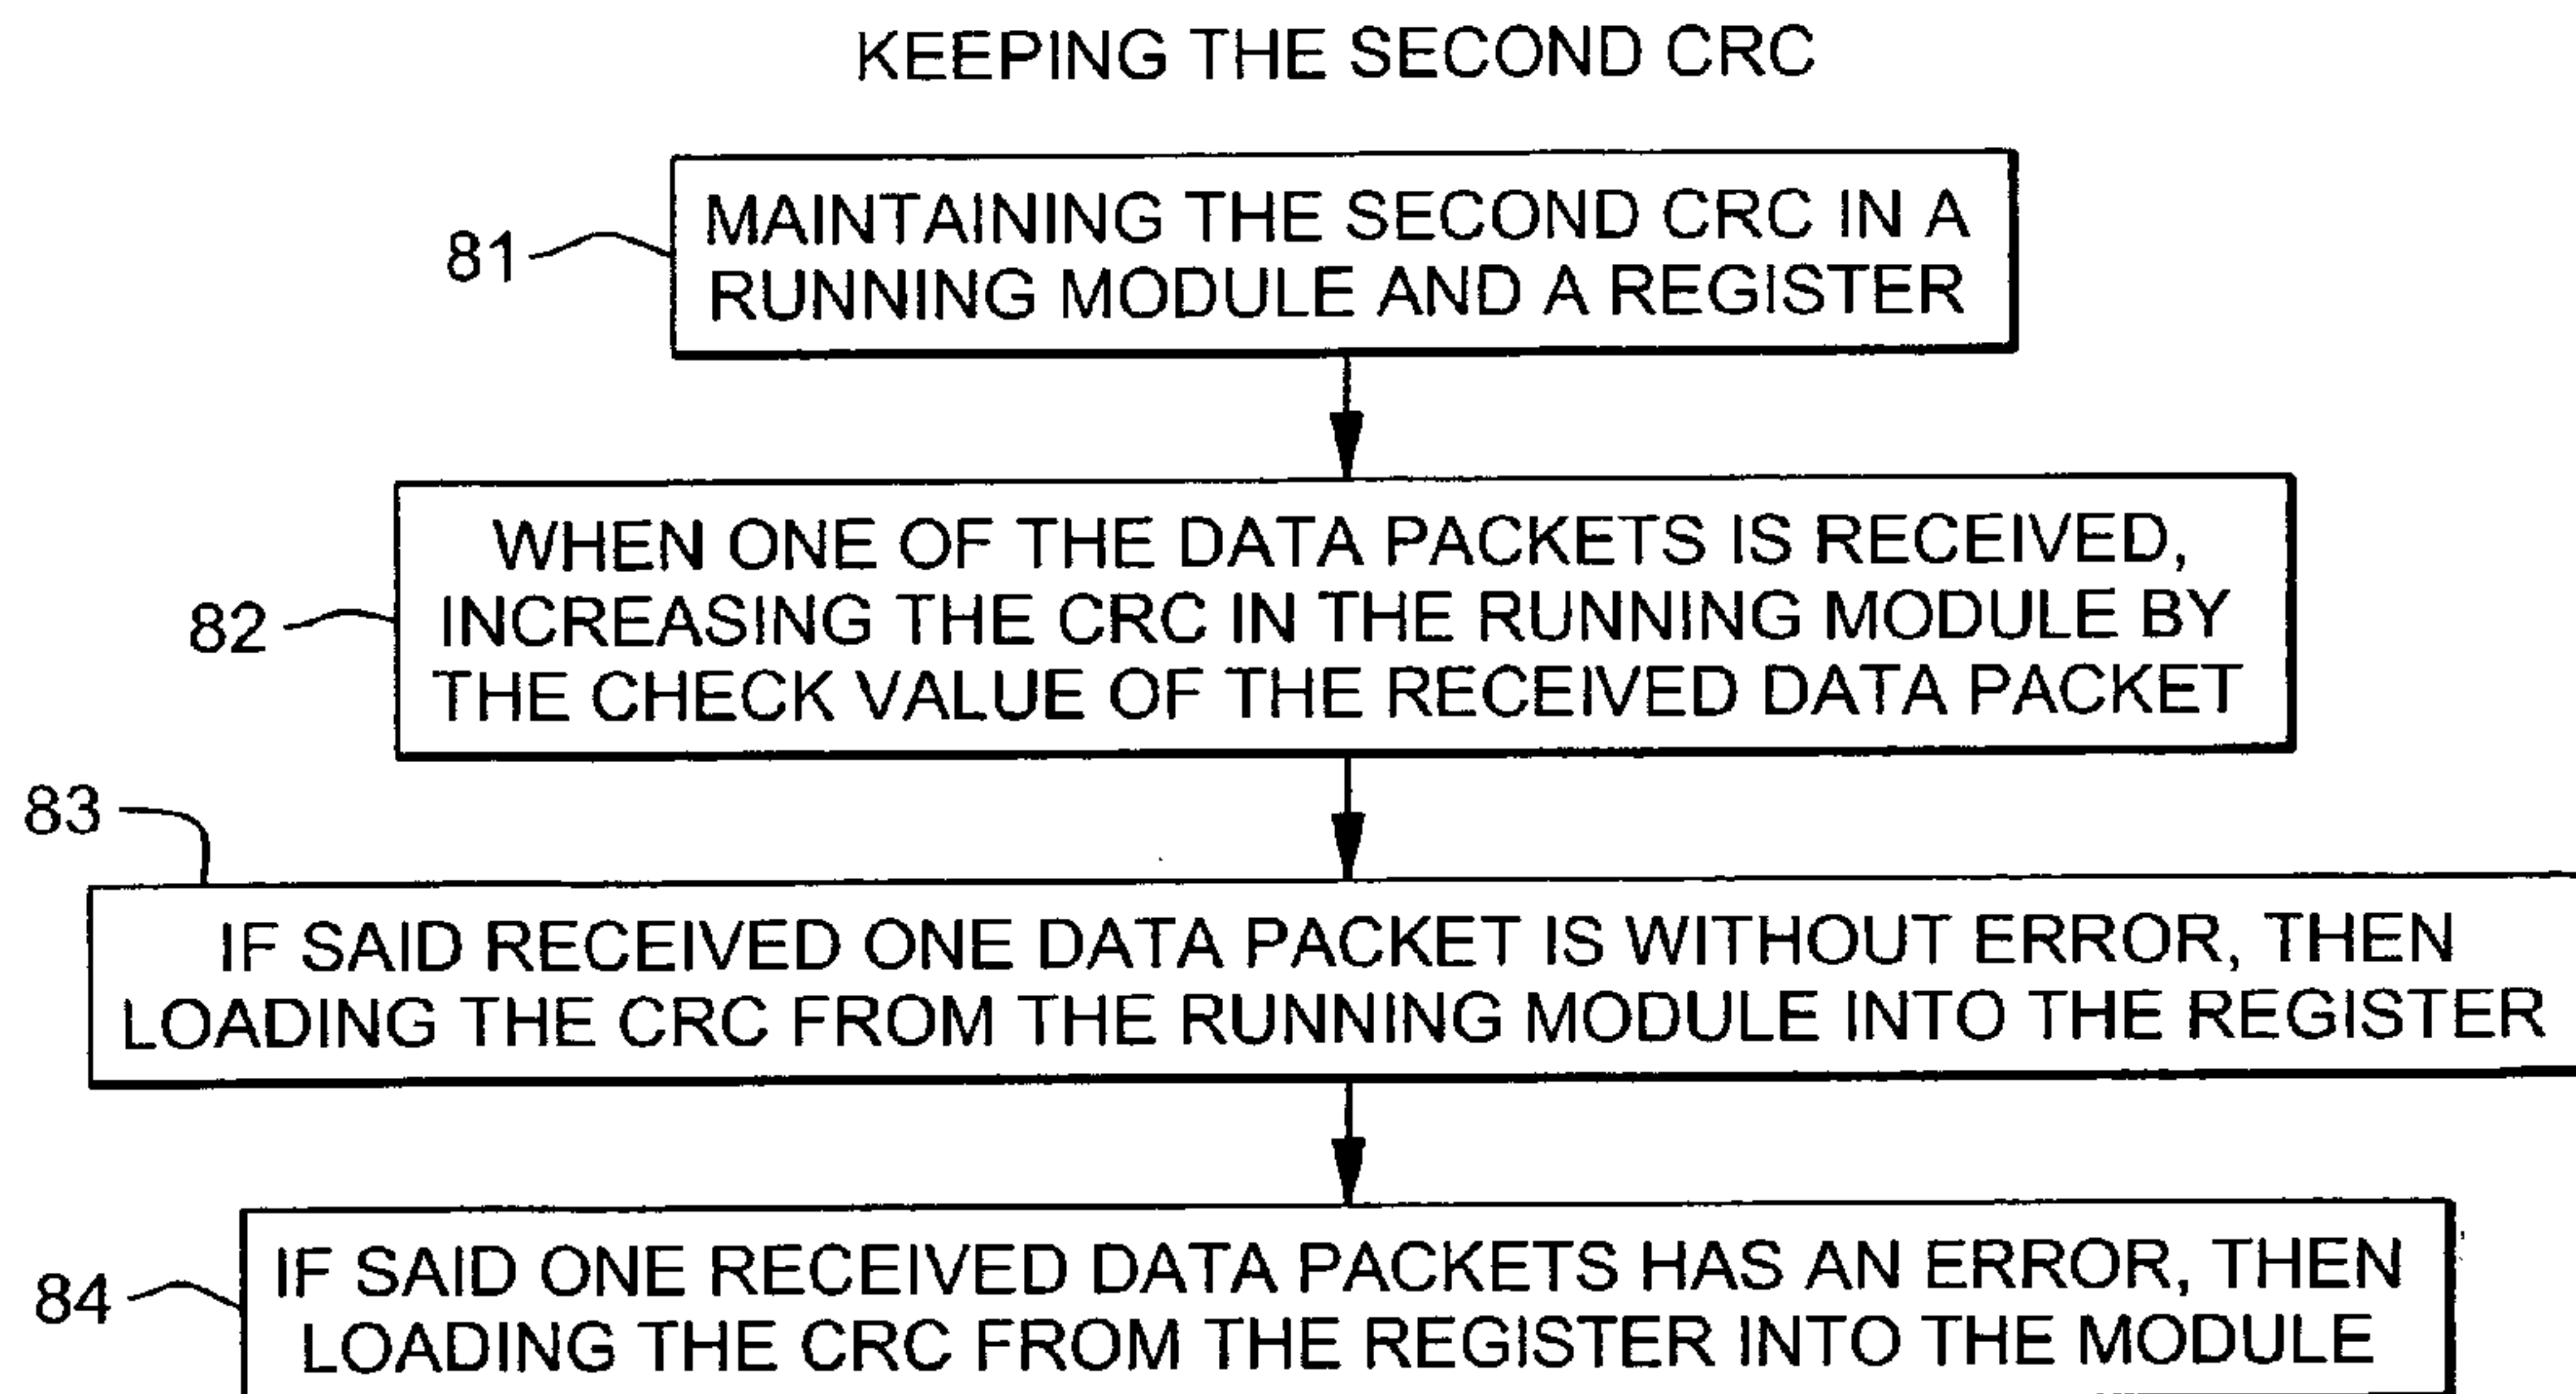 KEEPING THE SECOND CRC
81
MAINTAINING THE SECOND CRC IN A
RUNNING MODULE AND A REGISTER
82
WHEN ONE OF THE DATA PACKETS IS RECEIVED,
INCREASING THE CRC IN THE RUNNING MODULE BY
THE CHECK VALUE OF THE RECEIVED DATA PACKET
83
IF SAID RECEIVED ONE DATA PACKET IS WITHOUT ERROR, THEN
LOADING THE CRC FROM THE RUNNING MODULE INTO THE REGISTER
84
IF SAID ONE RECEIVED DATA PACKETS HAS AN ERROR, THEN
LOADING THE CRC FROM THE REGISTER INTO THE MODULE